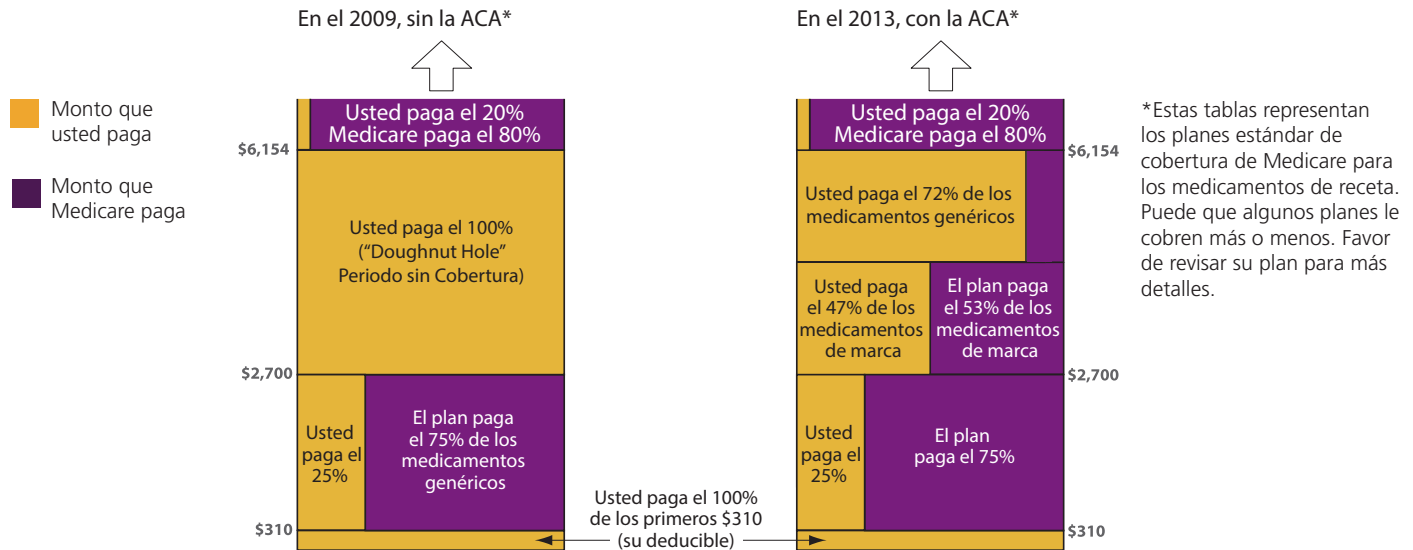 En el 2009, sin la ACA*
En el 2013, con la ACA*
Monto que
usted paga
Monto que
Medicare paga
Usted paga el 20%
Medicare paga el 80%
$6,154
Usted paga el 100%
(“Doughnut Hole”
Periodo sin Cobertura)
$2,700
Usted
paga el
25%
El plan paga
el 75% de los
medicamentos
genéricos
$310
Usted paga el 100%
de los primeros $310
(su deducible)
Usted paga el 20%
Medicare paga el 80%
$6,154
Usted paga el 72% de los
medicamentos genéricos
Usted paga
el 47% de los
medicamentos
de marca
El plan paga
el 53% de los
medicamentos
de marca
$2,700
Usted
paga el
25%
El plan
paga el 75%
$310
*Estas tablas representan
los planes estándar de
cobertura de Medicare para
los medicamentos de receta.
Puede que algunos planes le
cobren más o menos. Favor
de revisar su plan para más
detalles.